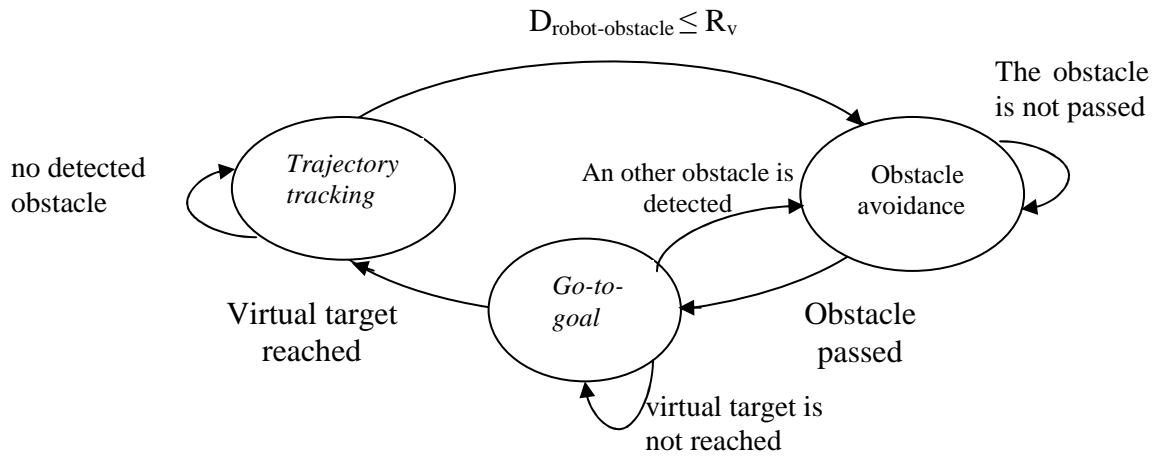 D_robot-obstacle ≤ R_v
The obstacle
is not passed
no detected
obstacle
Trajectory
tracking
An other obstacle is
detected
Obstacle
avoidance
Go-to-
goal
Virtual target
reached
Obstacle
passed
virtual target is
not reached